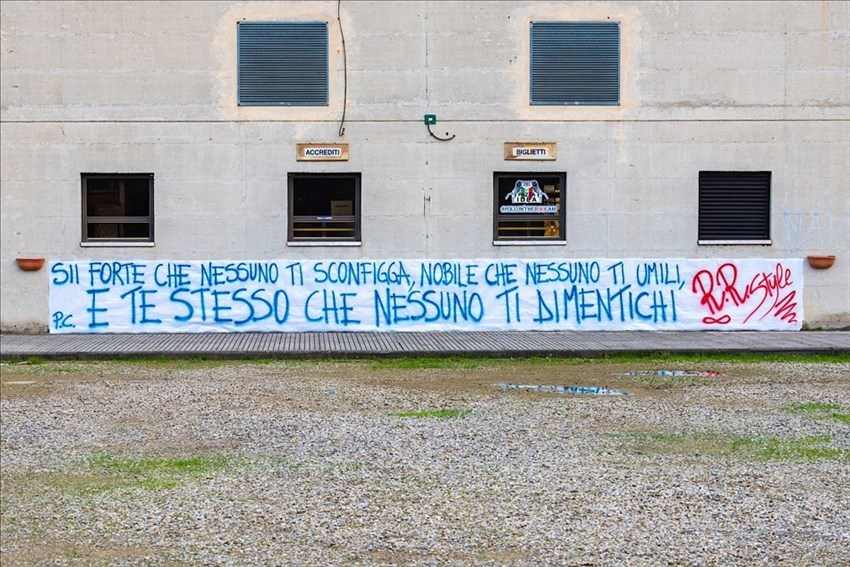 ACCREDITI
BIGLIETTI
SII FORTE CHE NESSUNO TI SCONFIGGA, NOBILE CHE NESSUNO TI UMILI,
P.C. E TE STESSO CHE NESSUNO TI DIMENTICHI
R.R. Style